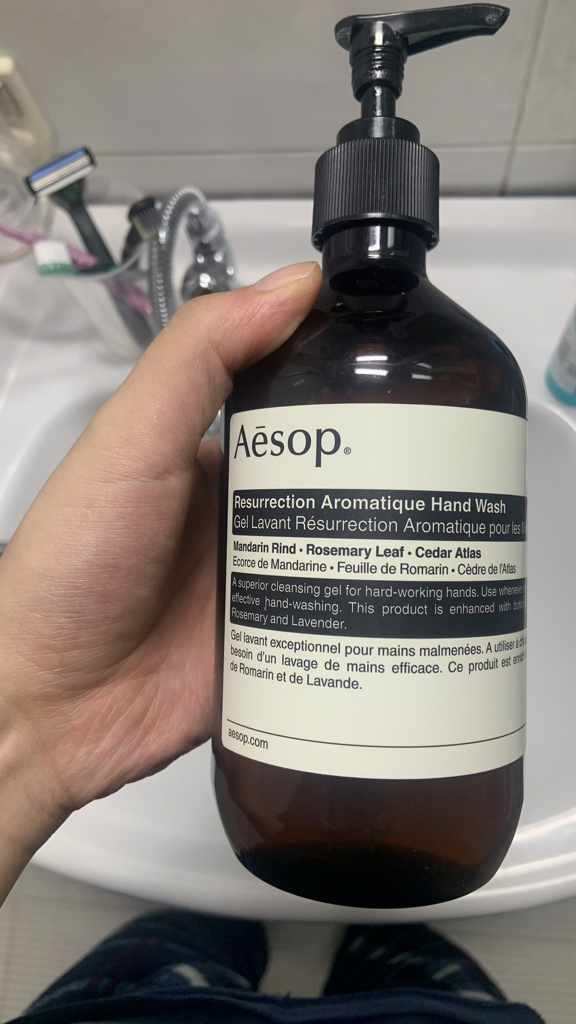 Aēsop®
Resurrection Aromatique Hand Wash
Gel Lavant Résurrection Aromatique pour les
Mandarin Rind • Rosemary Leaf • Cedar Atlas
Ecorce de Mandarine • Feuille de Romarin • Cèdre de l'Atlas
A superior cleansing gel for hard-working hands. Use
effective hand-washing. This product is enhanced with
Rosemary and Lavender.
Gel lavant exceptionnel pour mains malmenées. A utiliser à
besoin d'un lavage de mains efficace. Ce produit est
de Romarin et de Lavande.
aesop.com